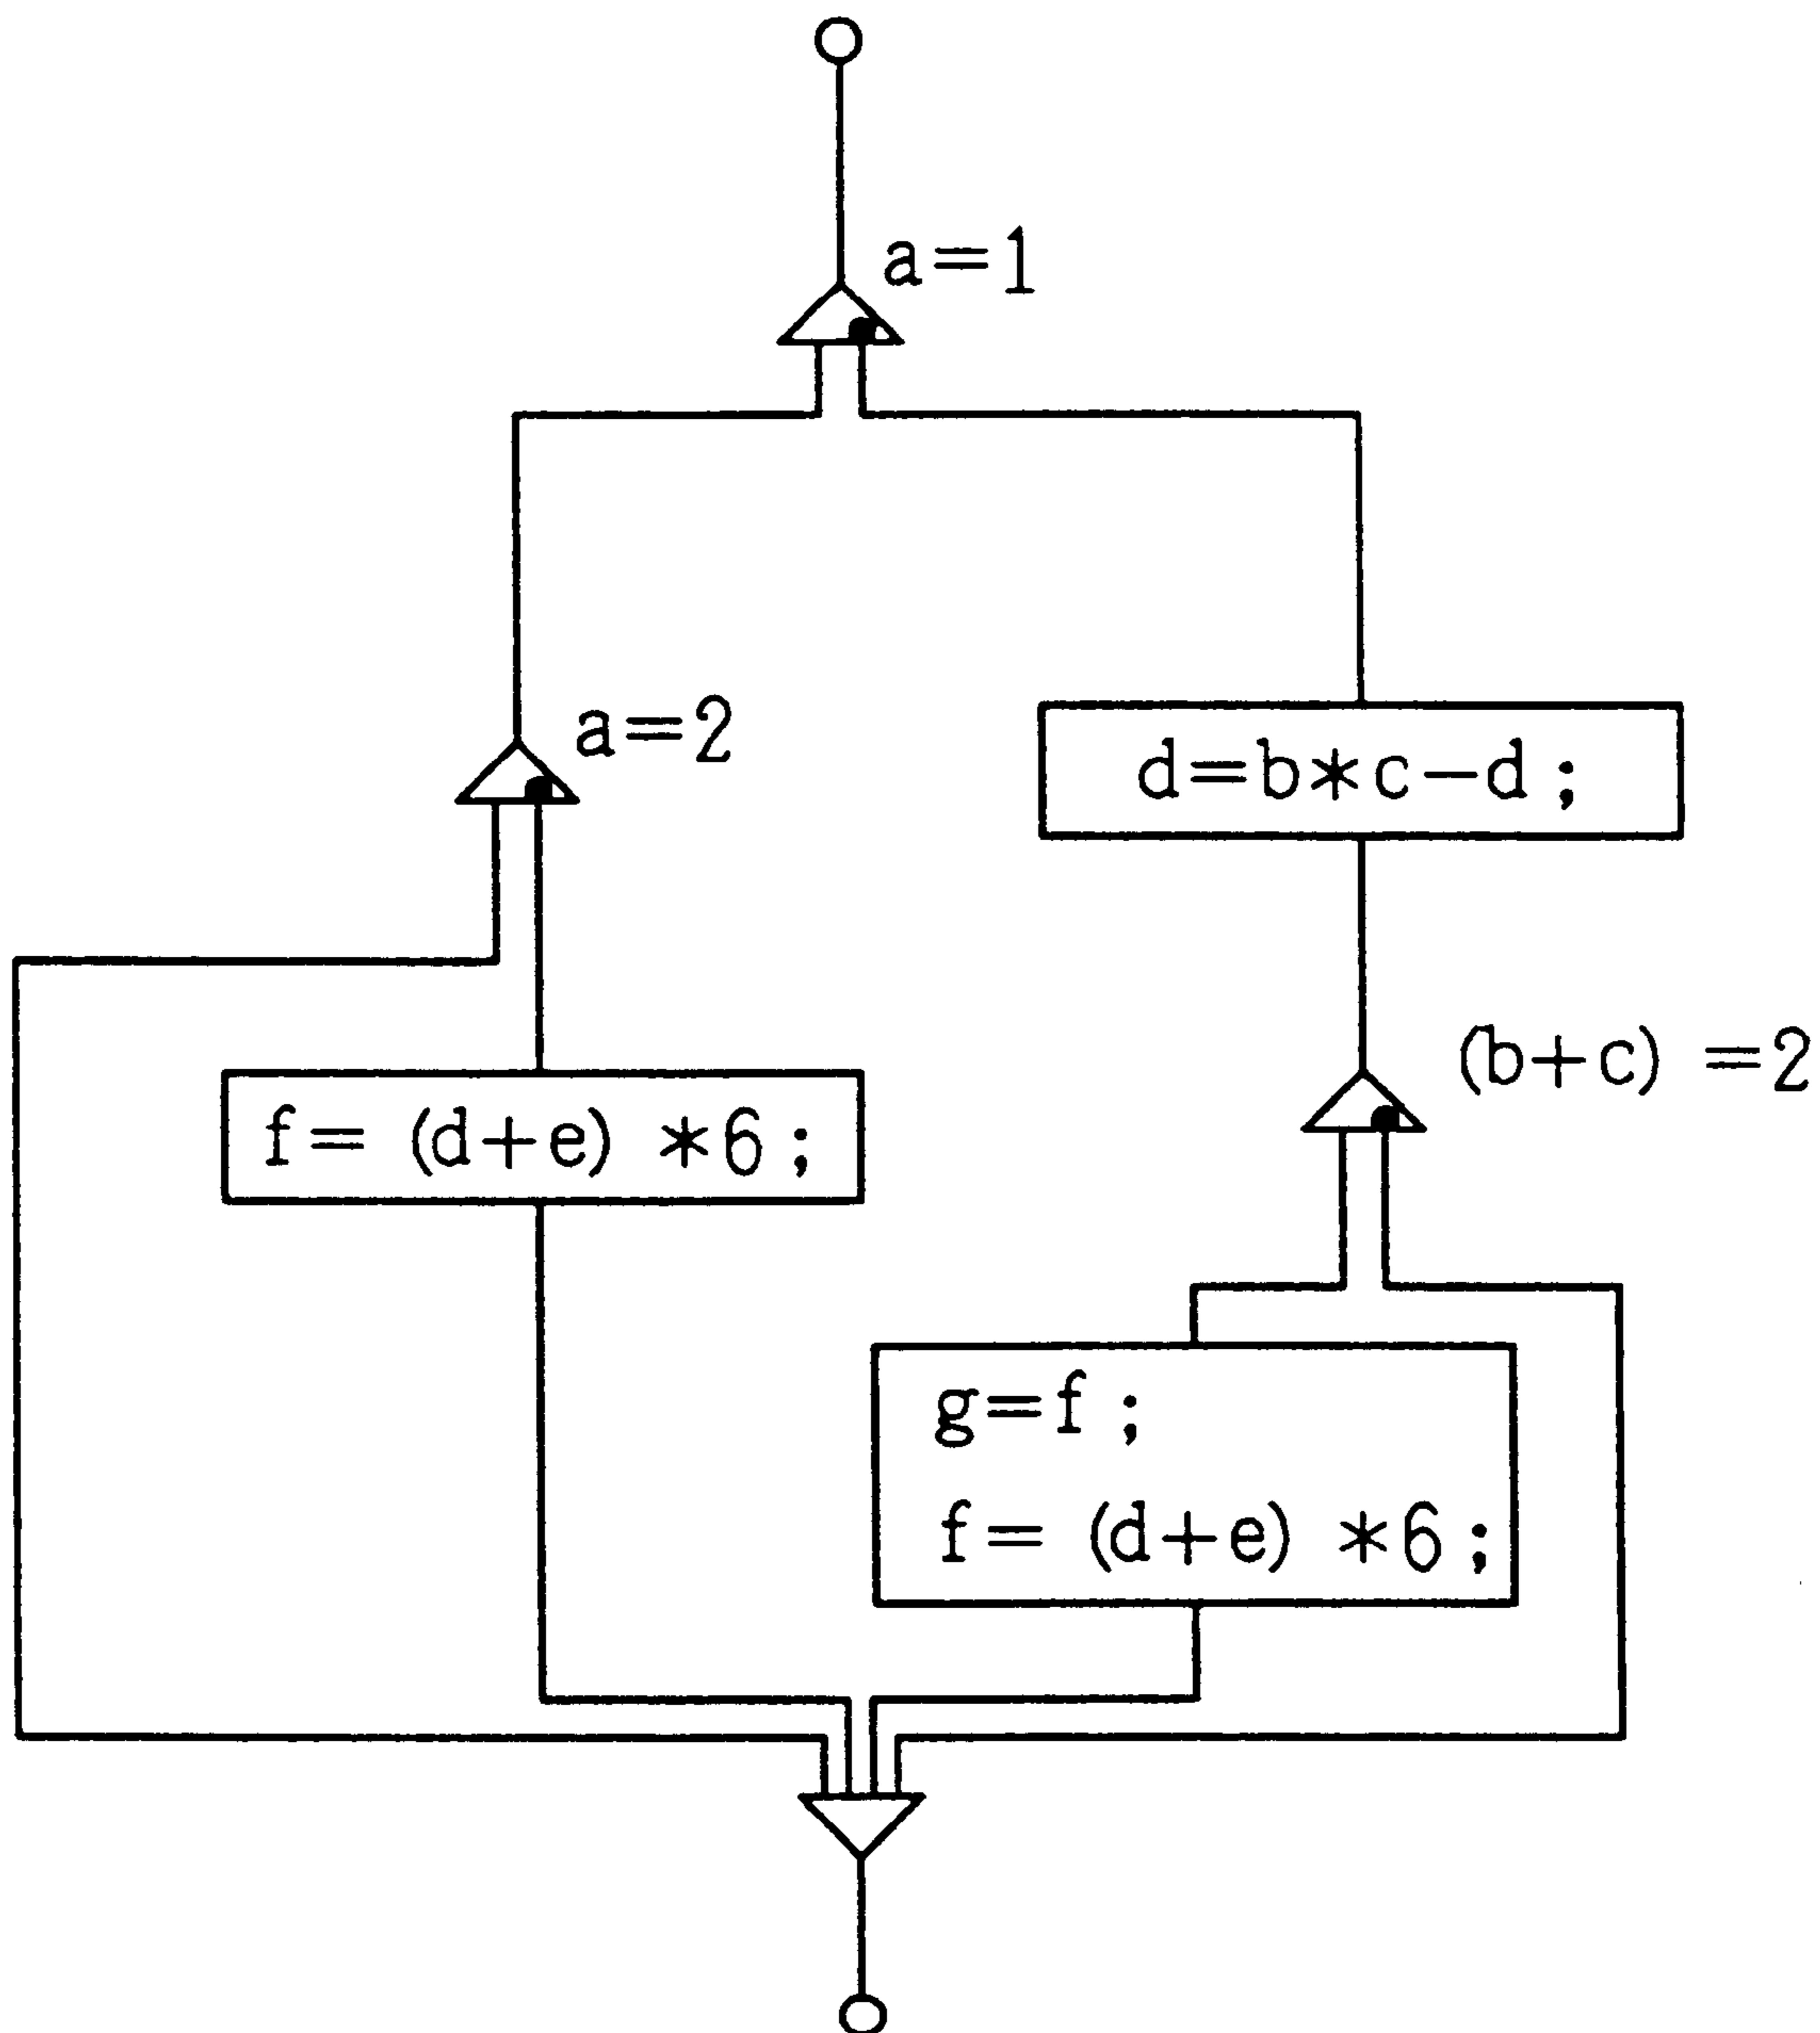 a=1
a=2
d=b*c-d;
(b+c) =2
f= (d+e) *6;
g=f;
f= (d+e) *6;